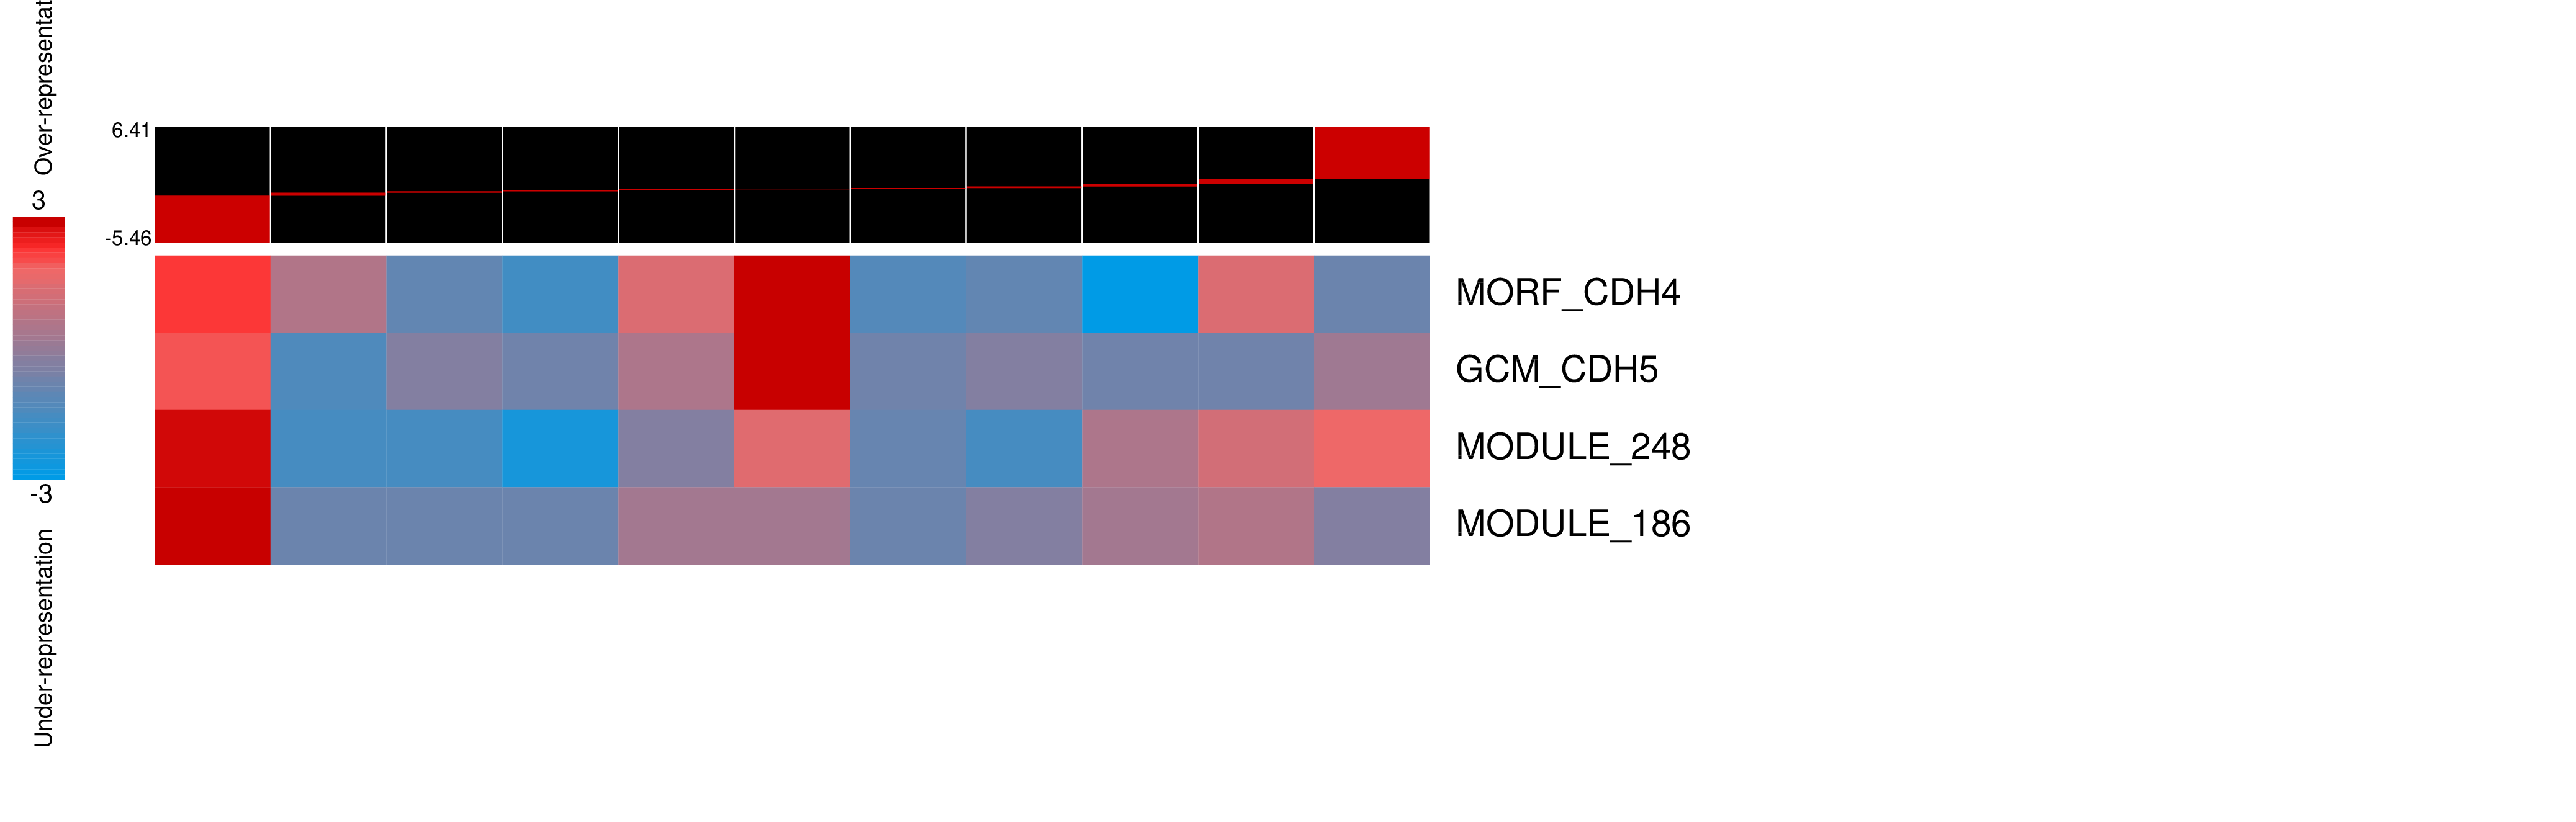 Over-representat
6.41
-5.46
3
-3
Under-representation
MORF_CDH4
GCM_CDH5
MODULE_248
MODULE_186